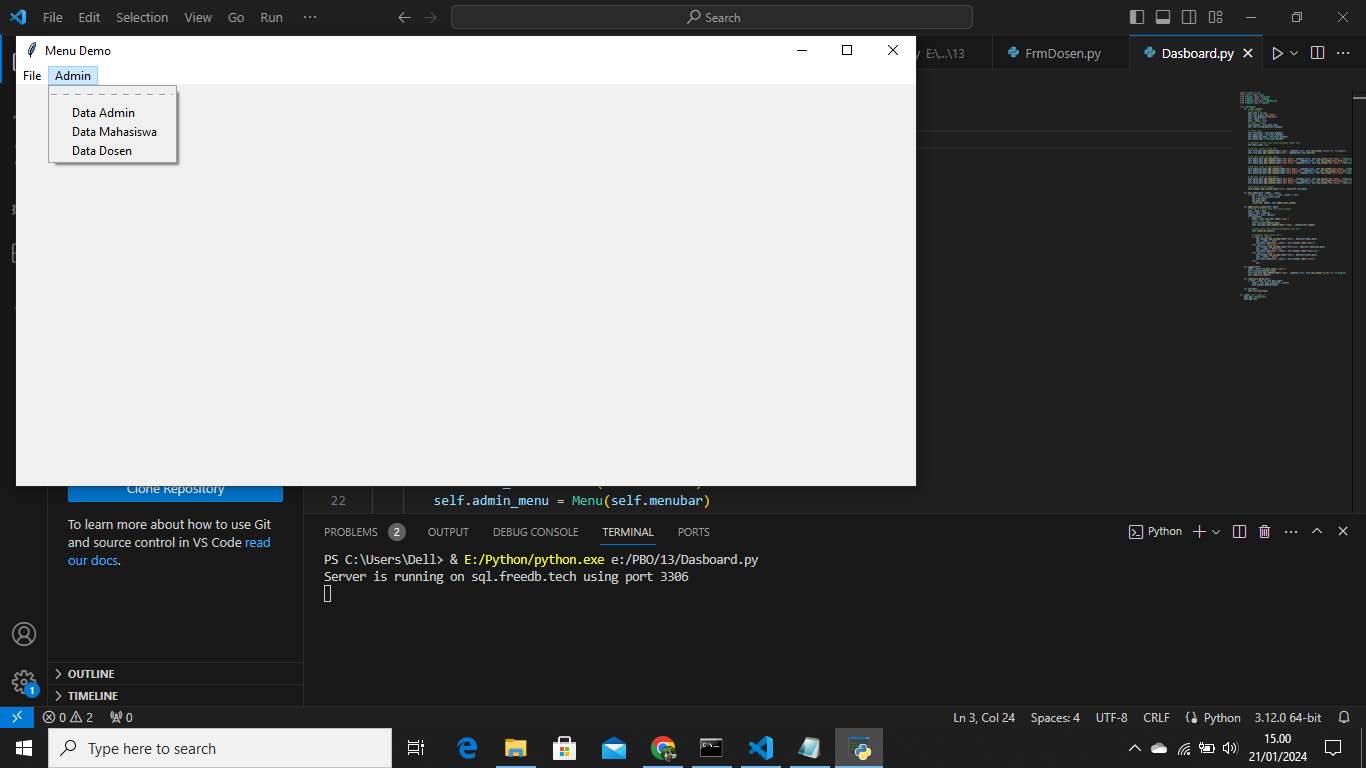 File Edit Selection View Go Run ··· Search
Menu Demo
File Admin
Data Admin
Data Mahasiswa
Data Dosen
E:\...\13 FrmDosen.py Dasboard.py
Clone Repository
To learn more about how to use Git
and source control in VS Code read
our docs.
22 self.admin_menu = Menu(self.menubar)
PROBLEMS 2 OUTPUT DEBUG CONSOLE TERMINAL PORTS Python
PS C:\Users\Dell> & E:/Python/python.exe e:/PBO/13/Dasboard.py
Server is running on sql.freedb.tech using port 3306
OUTLINE
TIMELINE
1
0 2 0 Ln 3, Col 24 Spaces: 4 UTF-8 CRLF Python 3.12.0 64-bit
Type here to search
15.00
21/01/2024